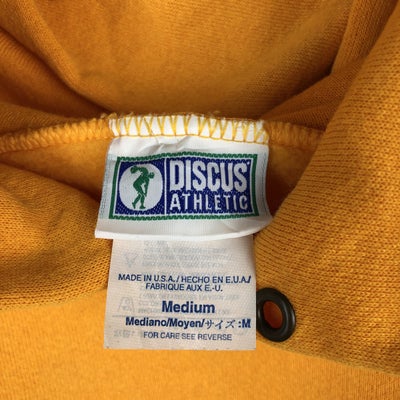 DISCUS
ATHLETIC
MADE IN U.S.A./HECHO EN E.U.A./
FABRIQUE AUX E.-U.
Medium
Mediano/Moyen/サイズ:M
FOR CARE SEE REVERSE